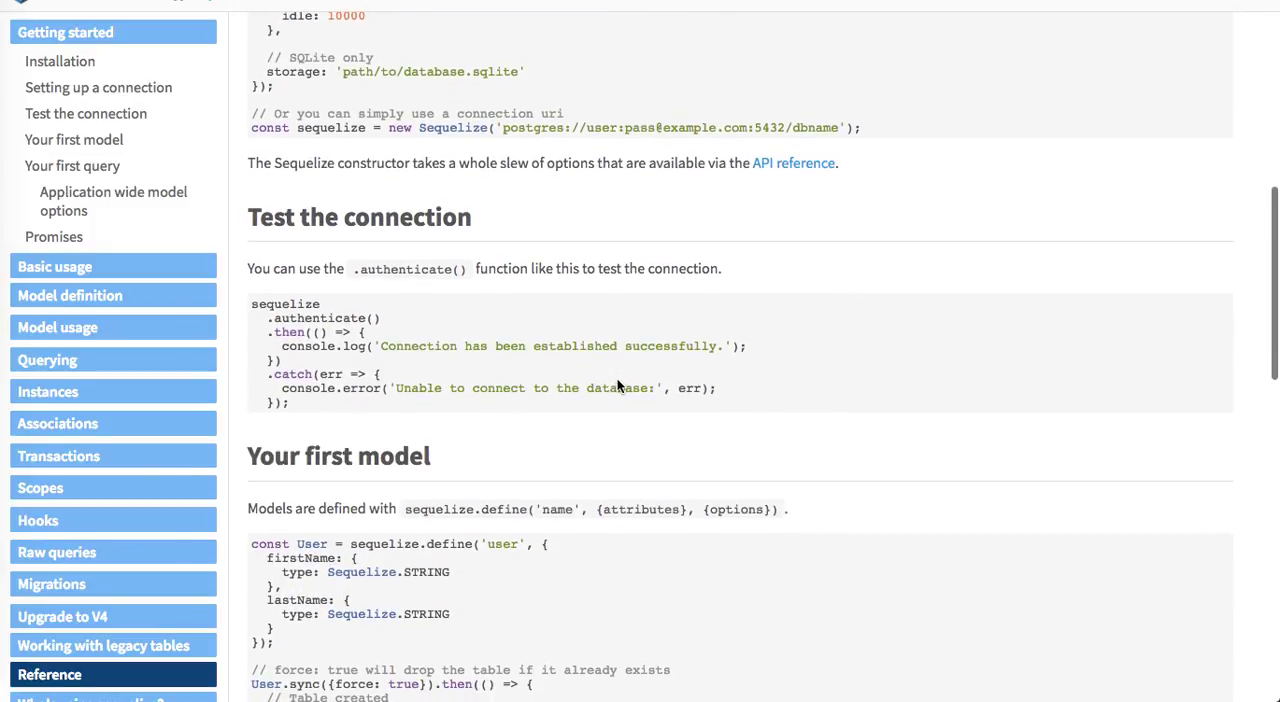 Getting started
Installation
Setting up a connection
Test the connection
Your first model
Your first query
Application wide model
options
Promises
Basic usage
Model definition
Model usage
Querying
Instances
Associations
Transactions
Scopes
Hooks
Raw queries
Migrations
Upgrade to V4
Working with legacy tables
Reference
idle: 10000
},
// SQLite only
storage: 'path/to/database.sqlite'
});
// Or you can simply use a connection uri
const sequelize = new Sequelize('postgres://user:pass@example.com:5432/dbname');
The Sequelize constructor takes a whole slew of options that are available via the API reference.
Test the connection
You can use the .authenticate() function like this to test the connection.
sequelize
.authenticate()
.then(() => {
console.log('Connection has been established successfully.');
})
.catch(err => {
console.error('Unable to connect to the database:', err);
});
Your first model
Models are defined with sequelize.define('name', {attributes}, {options}) .
const User = sequelize.define('user', {
firstName: {
type: Sequelize.STRING
},
lastName: {
type: Sequelize.STRING
}
});
// force: true will drop the table if it already exists
User.sync({force: true}).then(() => {
// Table created